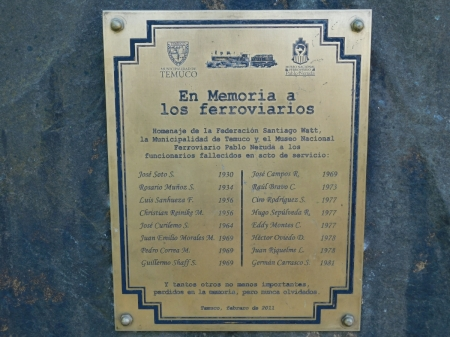 TEMUCO
En Memoria a
los ferroviarios
Homenaje de la Federación Santiago Watt,
la Municipalidad de Temuco y el Museo Nacional
Ferroviario Pablo Neruda a los
funcionarios fallecidos en acto de servicio:
José Soto S. 1930 José Campos R. 1969
Rosario Muñoz S. 1934 Raúl Bravo C. 1973
Luis Sanhueza F. 1956 Ciro Rodríguez S. 1977
Christian Reinike M. 1956 Hugo Sepúlveda R. 1977
José Curilemo S. 1964 Eddy Montes C. 1977
Juan Emilio Morales M. 1969 Héctor Oviedo D. 1978
Pedro Correa M. 1969 Juan Riquelme L. 1978
Guillermo Shaff S. 1969 Germán Carrasco S. 1981
Y tantos otros no menos importantes,
perdidos en la memoria, pero nunca olvidados.
Temuco, febrero de 2012